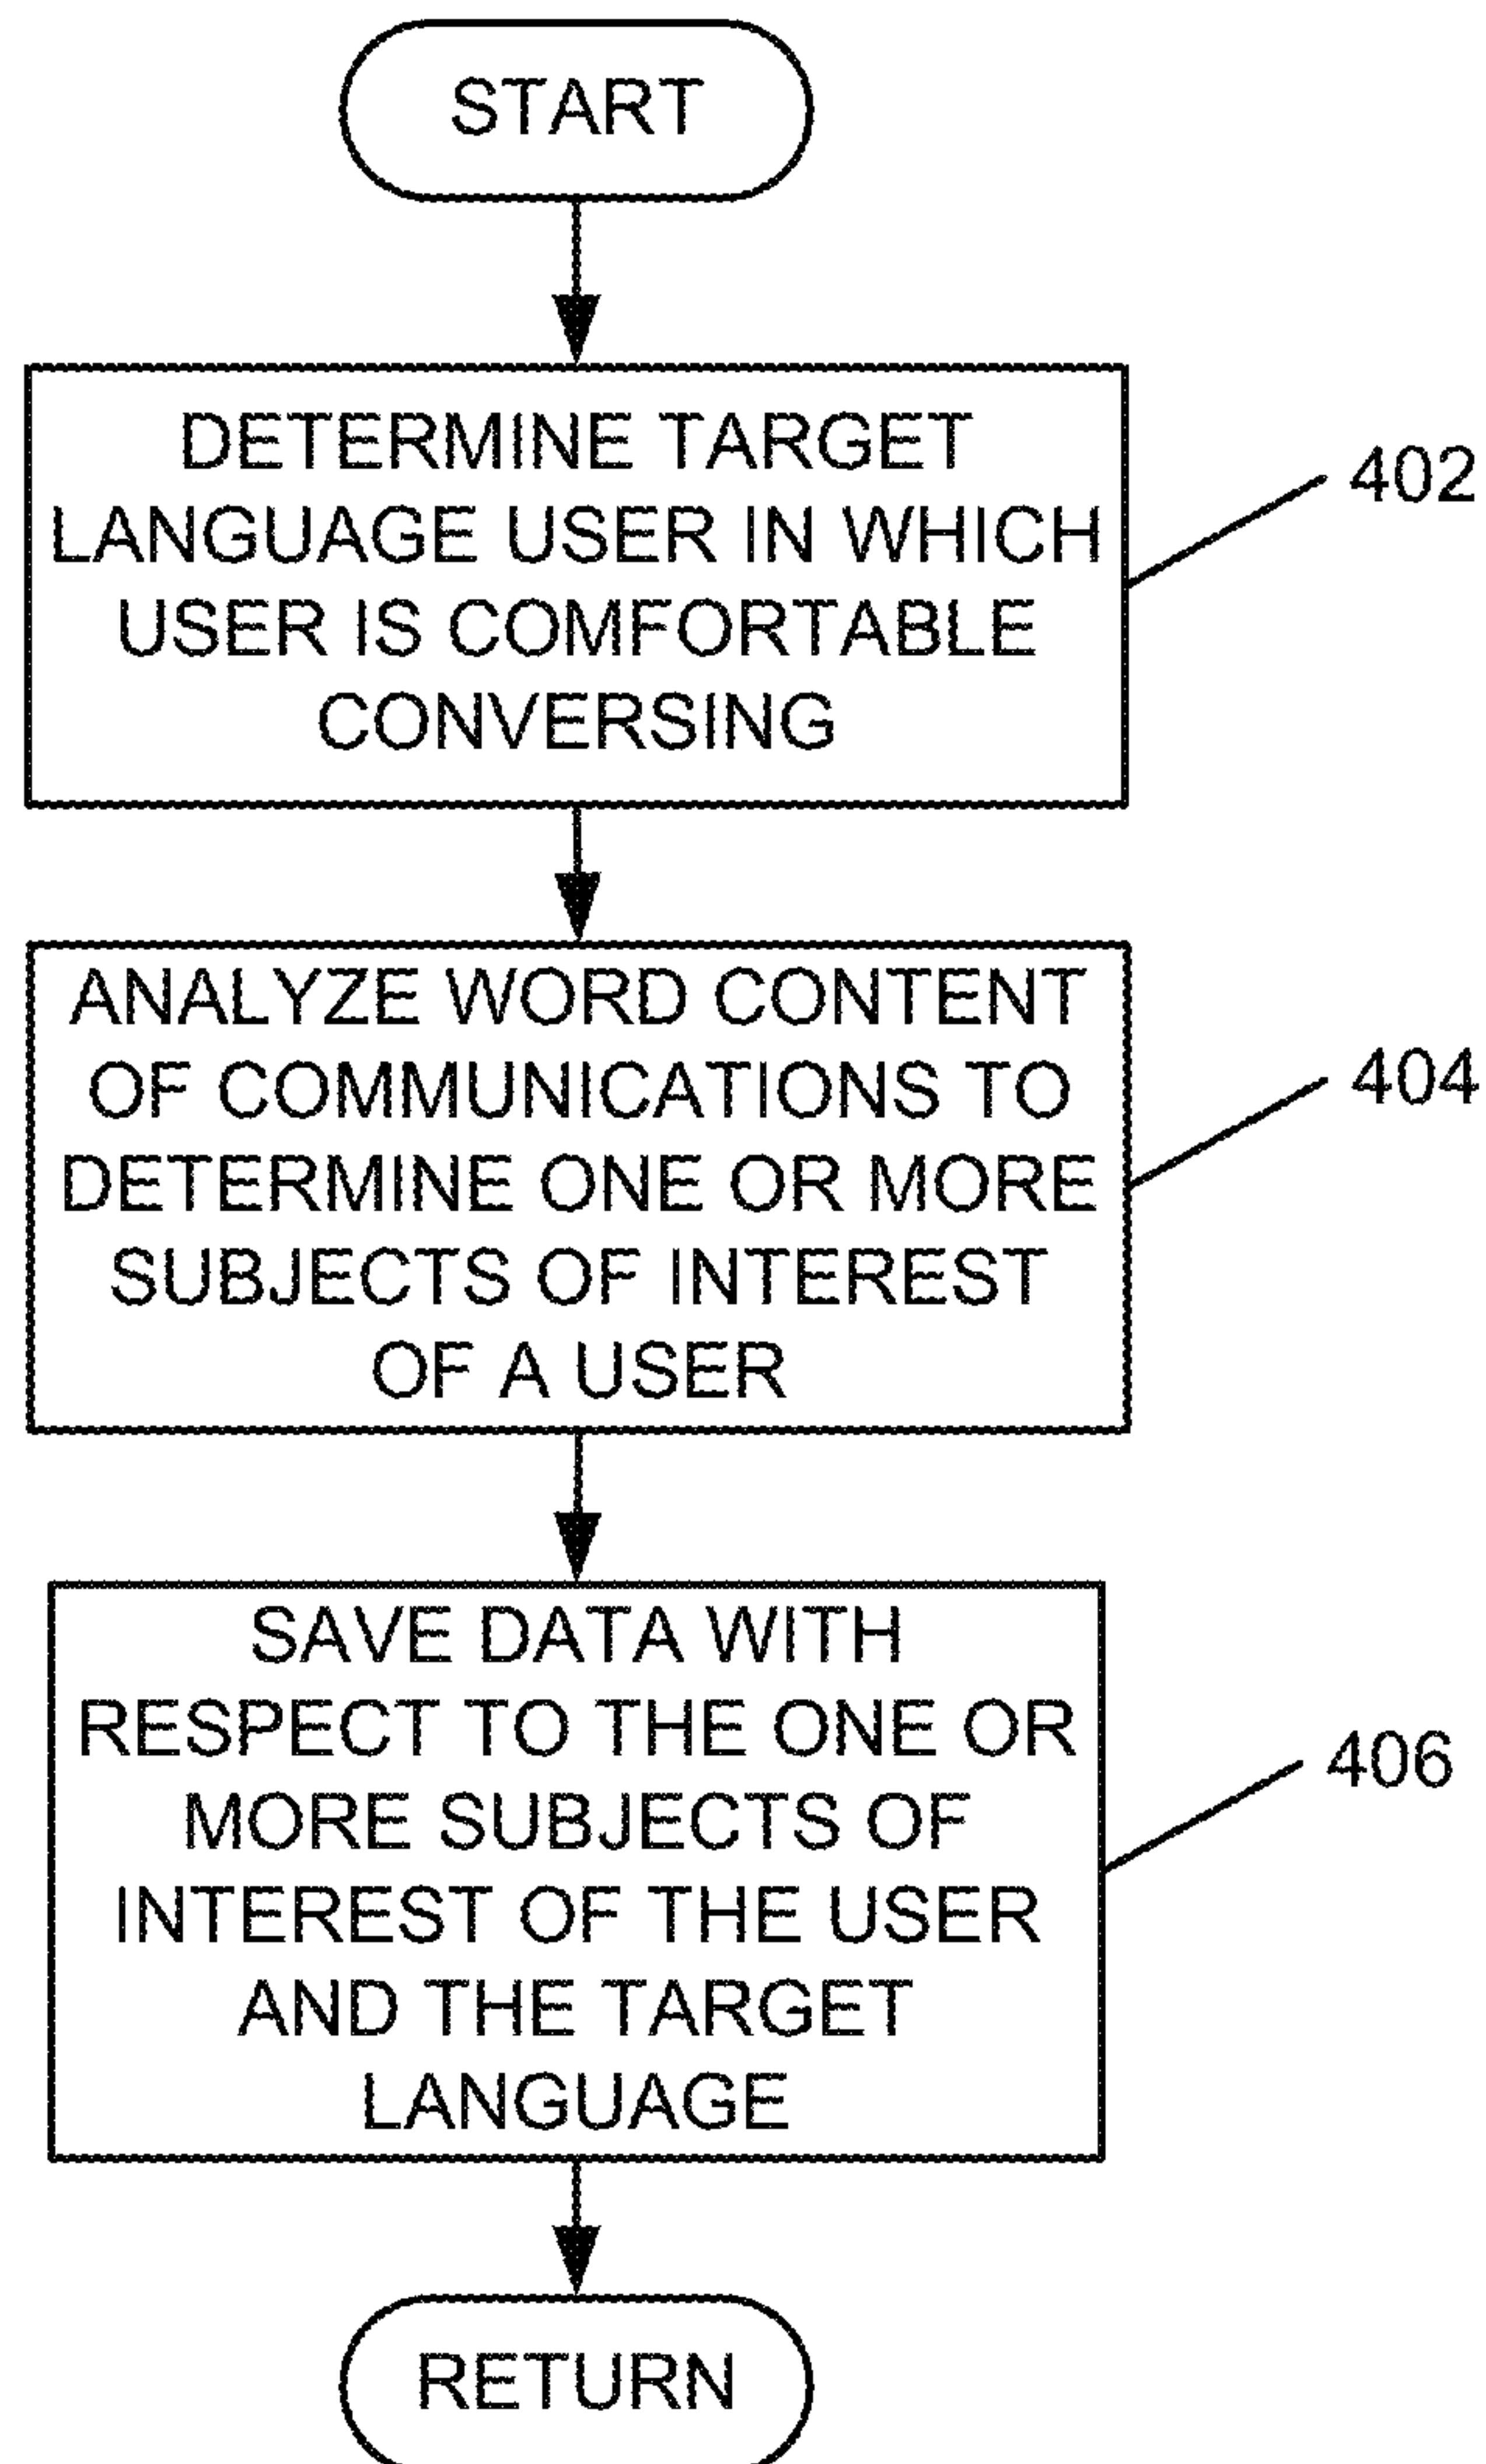 START
DETERMINE TARGET
LANGUAGE USER IN WHICH
USER IS COMFORTABLE
CONVERSING
402
ANALYZE WORD CONTENT
OF COMMUNICATIONS TO
DETERMINE ONE OR MORE
SUBJECTS OF INTEREST
OF A USER
404
SAVE DATA WITH
RESPECT TO THE ONE OR
MORE SUBJECTS OF
INTEREST OF THE USER
AND THE TARGET
LANGUAGE
406
RETURN